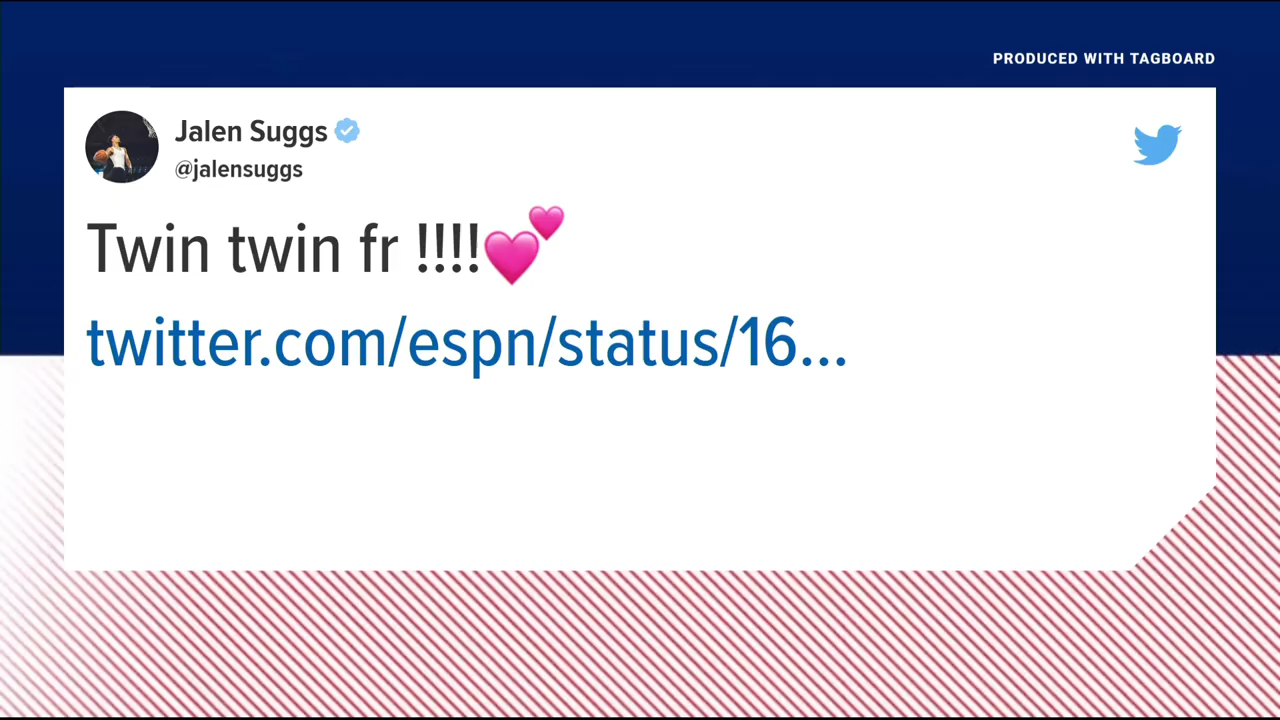 PRODUCED WITH TAGBOARD
Jalen Suggs
@jalensuggs
Twin twin fr !!!!💕
twitter.com/espn/status/16...